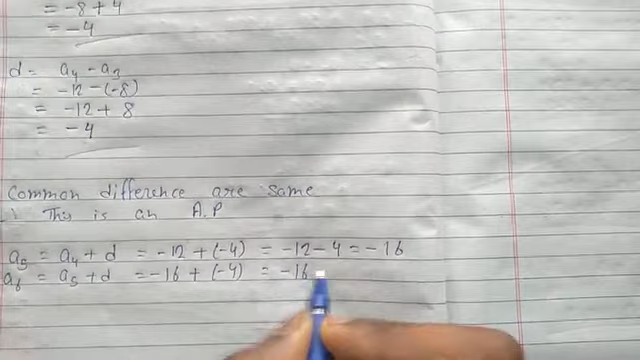 = -8 + 4
= -4
d = a₄ - a₃
= -12 - (-8)
= -12 + 8
= -4
Common difference are same
∴ This is an A.P
a₅ = a₄ + d = -12 + (-4) = -12 - 4 = -16
a₆ = a₅ + d = -16 + (-4) = -16